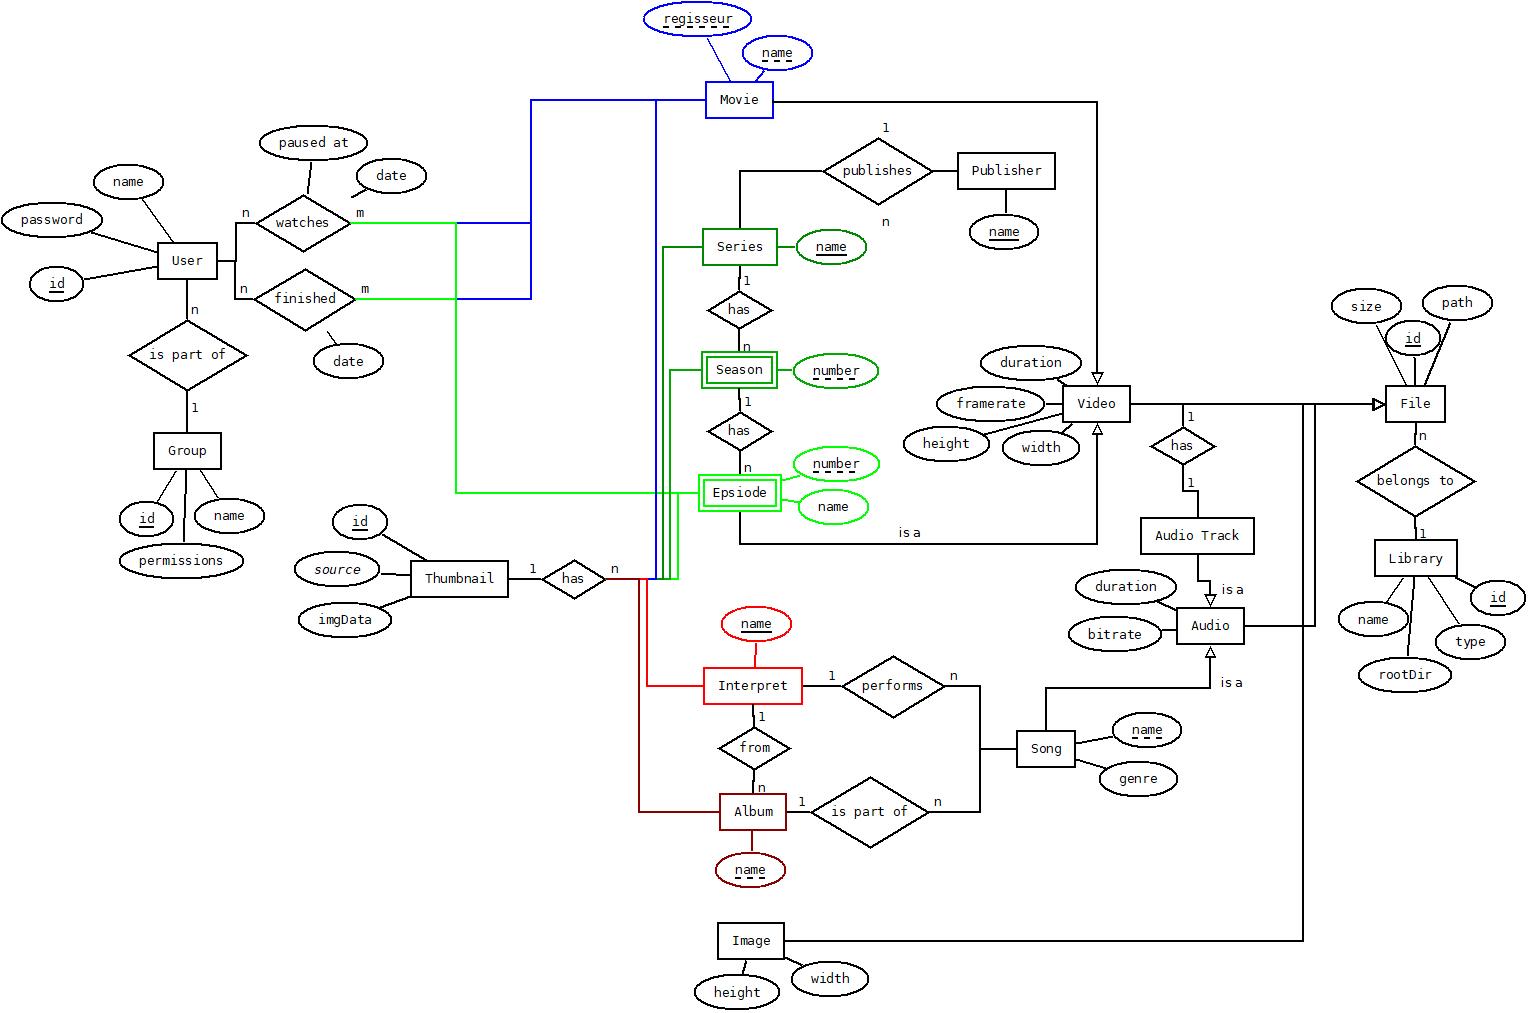 regisseur
name
Movie
1
paused at
date
publishes
Publisher
name
password
n
watches
m
n
name
User
Series
name
id
n
finished
m
1
has
n
date
size
path
id
n
is part of
Season
number
duration
1
framerate
Video
File
has
height
width
1
has
n
1
n
Group
number
Epsiode
name
1
belongs to
id
name
permissions
id
is a
Audio Track
1
Library
source
Thumbnail
1
has
n
imgData
is a
duration
bitrate
Audio
id
name
type
rootDir
name
Interpret
1
performs
n
is a
1
from
n
Song
name
genre
Album
1
is part of
n
name
Image
height
width